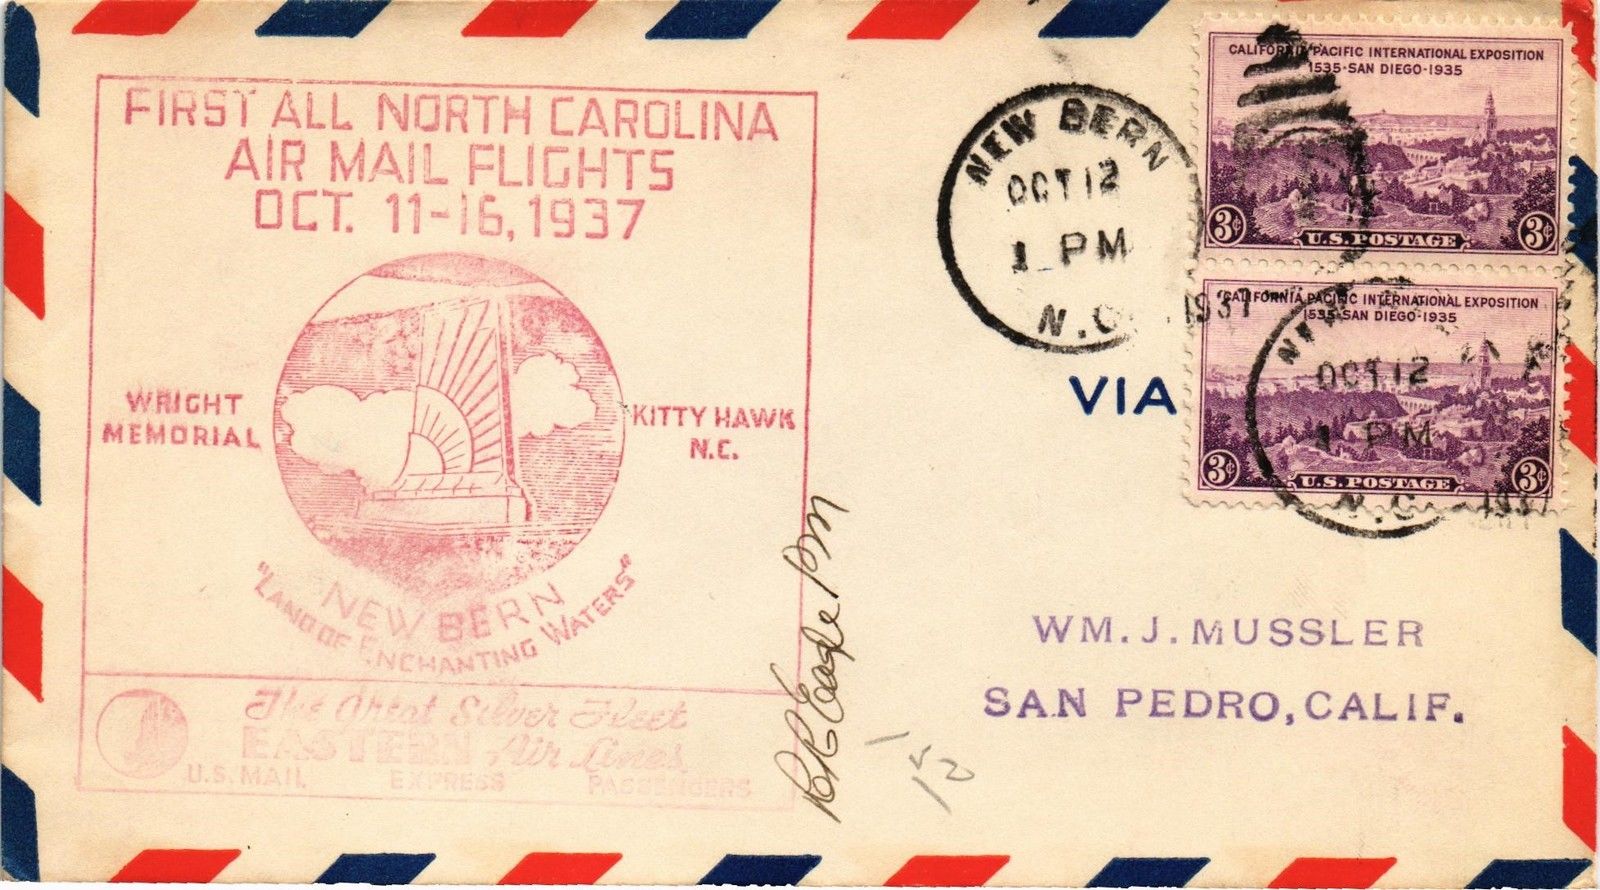 FIRST ALL NORTH CAROLINA
AIR MAIL FLIGHTS
OCT. 11-16, 1937
WRIGHT
MEMORIAL
KITTY HAWK
N.C.
NEW BERN
"LAND OF ENCHANTING WATERS"
The Great Silver Fleet
EASTERN Air Lines
U.S. MAIL EXPRESS PASSENGERS
NEW BERN
OCT 12
1 PM
N.C. 1937
CALIFORNIA PACIFIC INTERNATIONAL EXPOSITION
1535·SAN DIEGO·1935
3¢ U.S. POSTAGE 3¢
CALIFORNIA PACIFIC INTERNATIONAL EXPOSITION
1535·SAN DIEGO·1935
3¢ U.S. POSTAGE 3¢
OCT 12
1 PM
N.C. 1937
VIA
PM
WM. J. MUSSLER
SAN PEDRO, CALIF.